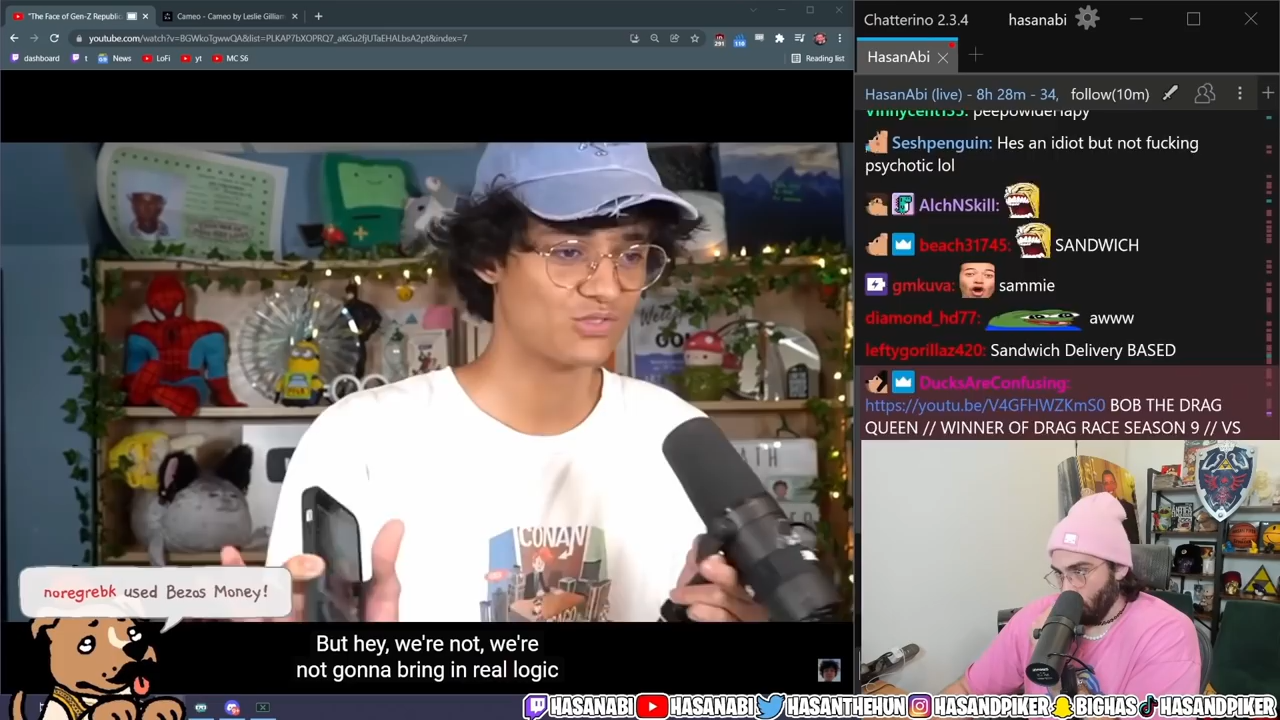 "The Face of Gen-Z Republic
Cameo - Cameo by Leslie Gilliam
youtube.com/watch?v=BGWkoTgwwQA&list=PLKAP7bXOPRQ7_aKGu2fJUTaEHALbsA2pt&index=7
291
110
dashboard
t
News
LoFi
yt
MC S6
Reading list
CONAN
noregrebk used Bezos Money!
But hey, we're not, we're
not gonna bring in real logic
Chatterino 2.3.4
hasanabi
HasanAbi
HasanAbi (live) - 8h 28m - 34,
follow(10m)
Seshpenguin: Hes an idiot but not fucking
psychotic lol
AlchNSkill:
beach31745: SANDWICH
gmkuva: sammie
diamond_hd77: awww
leftygorillaz420: Sandwich Delivery BASED
DucksAreConfusing:
https://youtu.be/V4GFHWZKmS0 BOB THE DRAG
QUEEN // WINNER OF DRAG RACE SEASON 9 // VS
HASANABI HASANABI HASANTHEHUN HASANDPIKER BIGHAS HASANDPIKER